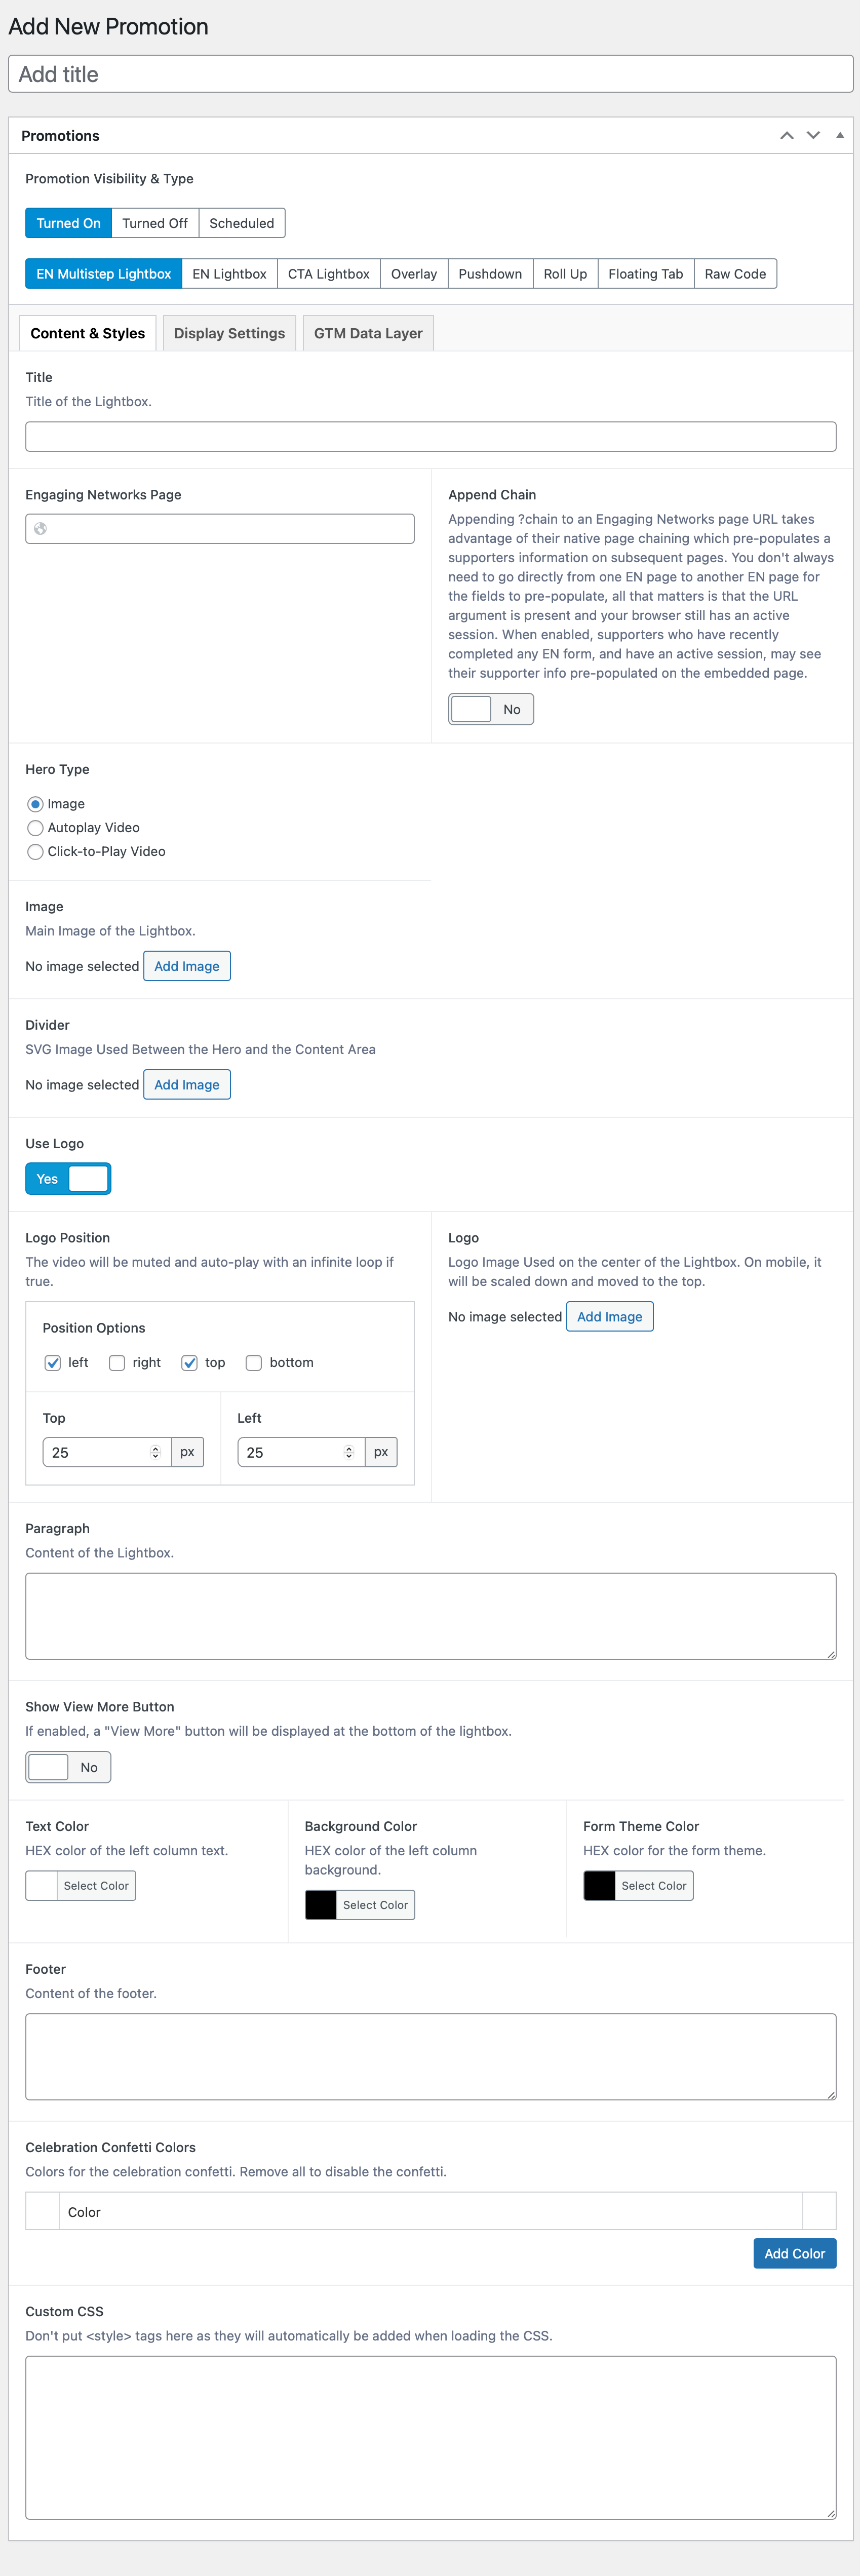 Add New Promotion
Add title
Promotions
Promotion Visibility & Type
Turned On Turned Off Scheduled
EN Multistep Lightbox EN Lightbox CTA Lightbox Overlay Pushdown Roll Up Floating Tab Raw Code
Content & Styles Display Settings GTM Data Layer
Title
Title of the Lightbox.
Engaging Networks Page
Append Chain
Appending ?chain to an Engaging Networks page URL takes
advantage of their native page chaining which pre-populates a
supporters information on subsequent pages. You don't always
need to go directly from one EN page to another EN page for
the fields to pre-populate, all that matters is that the URL
argument is present and your browser still has an active
session. When enabled, supporters who have recently
completed any EN form, and have an active session, may see
their supporter info pre-populated on the embedded page.
No
Hero Type
Image
Autoplay Video
Click-to-Play Video
Image
Main Image of the Lightbox.
No image selected Add Image
Divider
SVG Image Used Between the Hero and the Content Area
No image selected Add Image
Use Logo
Yes
Logo Position
The video will be muted and auto-play with an infinite loop if
true.
Position Options
left right top bottom
Top Left
25 px 25 px
Logo
Logo Image Used on the center of the Lightbox. On mobile, it
will be scaled down and moved to the top.
No image selected Add Image
Paragraph
Content of the Lightbox.
Show View More Button
If enabled, a "View More" button will be displayed at the bottom of the lightbox.
No
Text Color
HEX color of the left column text.
Select Color
Background Color
HEX color of the left column
background.
Select Color
Form Theme Color
HEX color for the form theme.
Select Color
Footer
Content of the footer.
Celebration Confetti Colors
Colors for the celebration confetti. Remove all to disable the confetti.
Color
Add Color
Custom CSS
Don't put <style> tags here as they will automatically be added when loading the CSS.